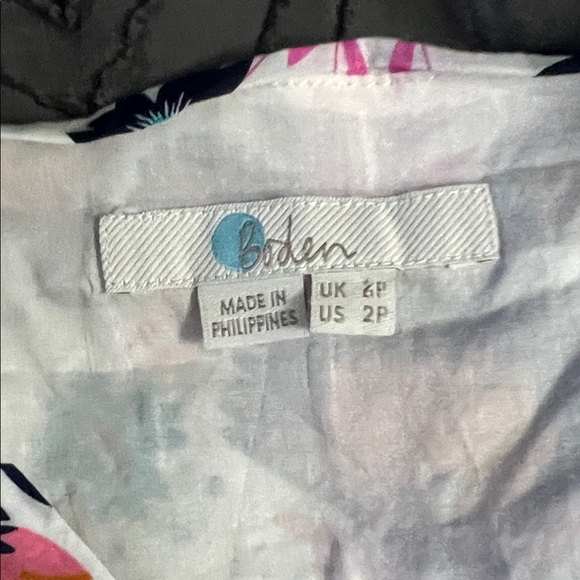 Boden
MADE IN
PHILIPPINES
UK 6P
US 2P